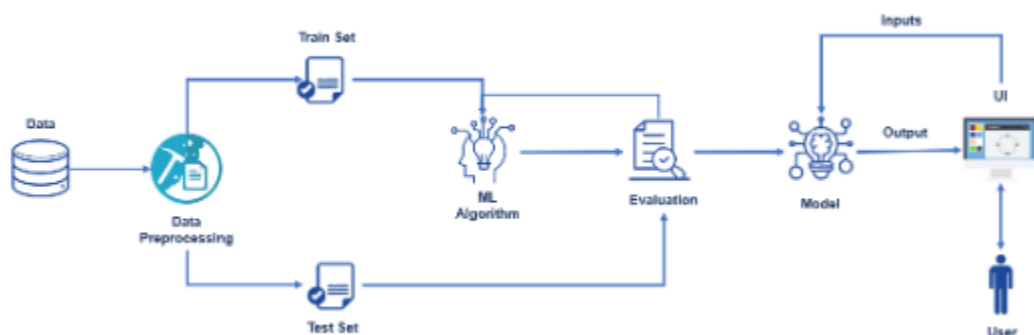 Data
Data
Preprocessing
Train Set
Test Set
ML
Algorithm
Evaluation
Model
Inputs
Output
UI
User